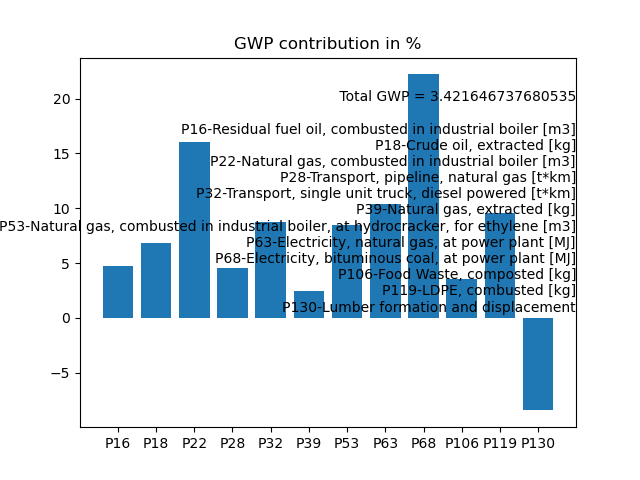 GWP contribution in %
Total GWP = 3.421646737680535
P16-Residual fuel oil, combusted in industrial boiler [m3]
P18-Crude oil, extracted [kg]
P22-Natural gas, combusted in industrial boiler [m3]
P28-Transport, pipeline, natural gas [t*km]
P32-Transport, single unit truck, diesel powered [t*km]
P39-Natural gas, extracted [kg]
P53-Natural gas, combusted in industrial boiler, at hydrocracker, for ethylene [m3]
P63-Electricity, natural gas, at power plant [MJ]
P68-Electricity, bituminous coal, at power plant [MJ]
P106-Food Waste, composted [kg]
P119-LDPE, combusted [kg]
P130-Lumber formation and displacement
20
15
10
5
0
−5
P16 P18 P22 P28 P32 P39 P53 P63 P68 P106 P119 P130